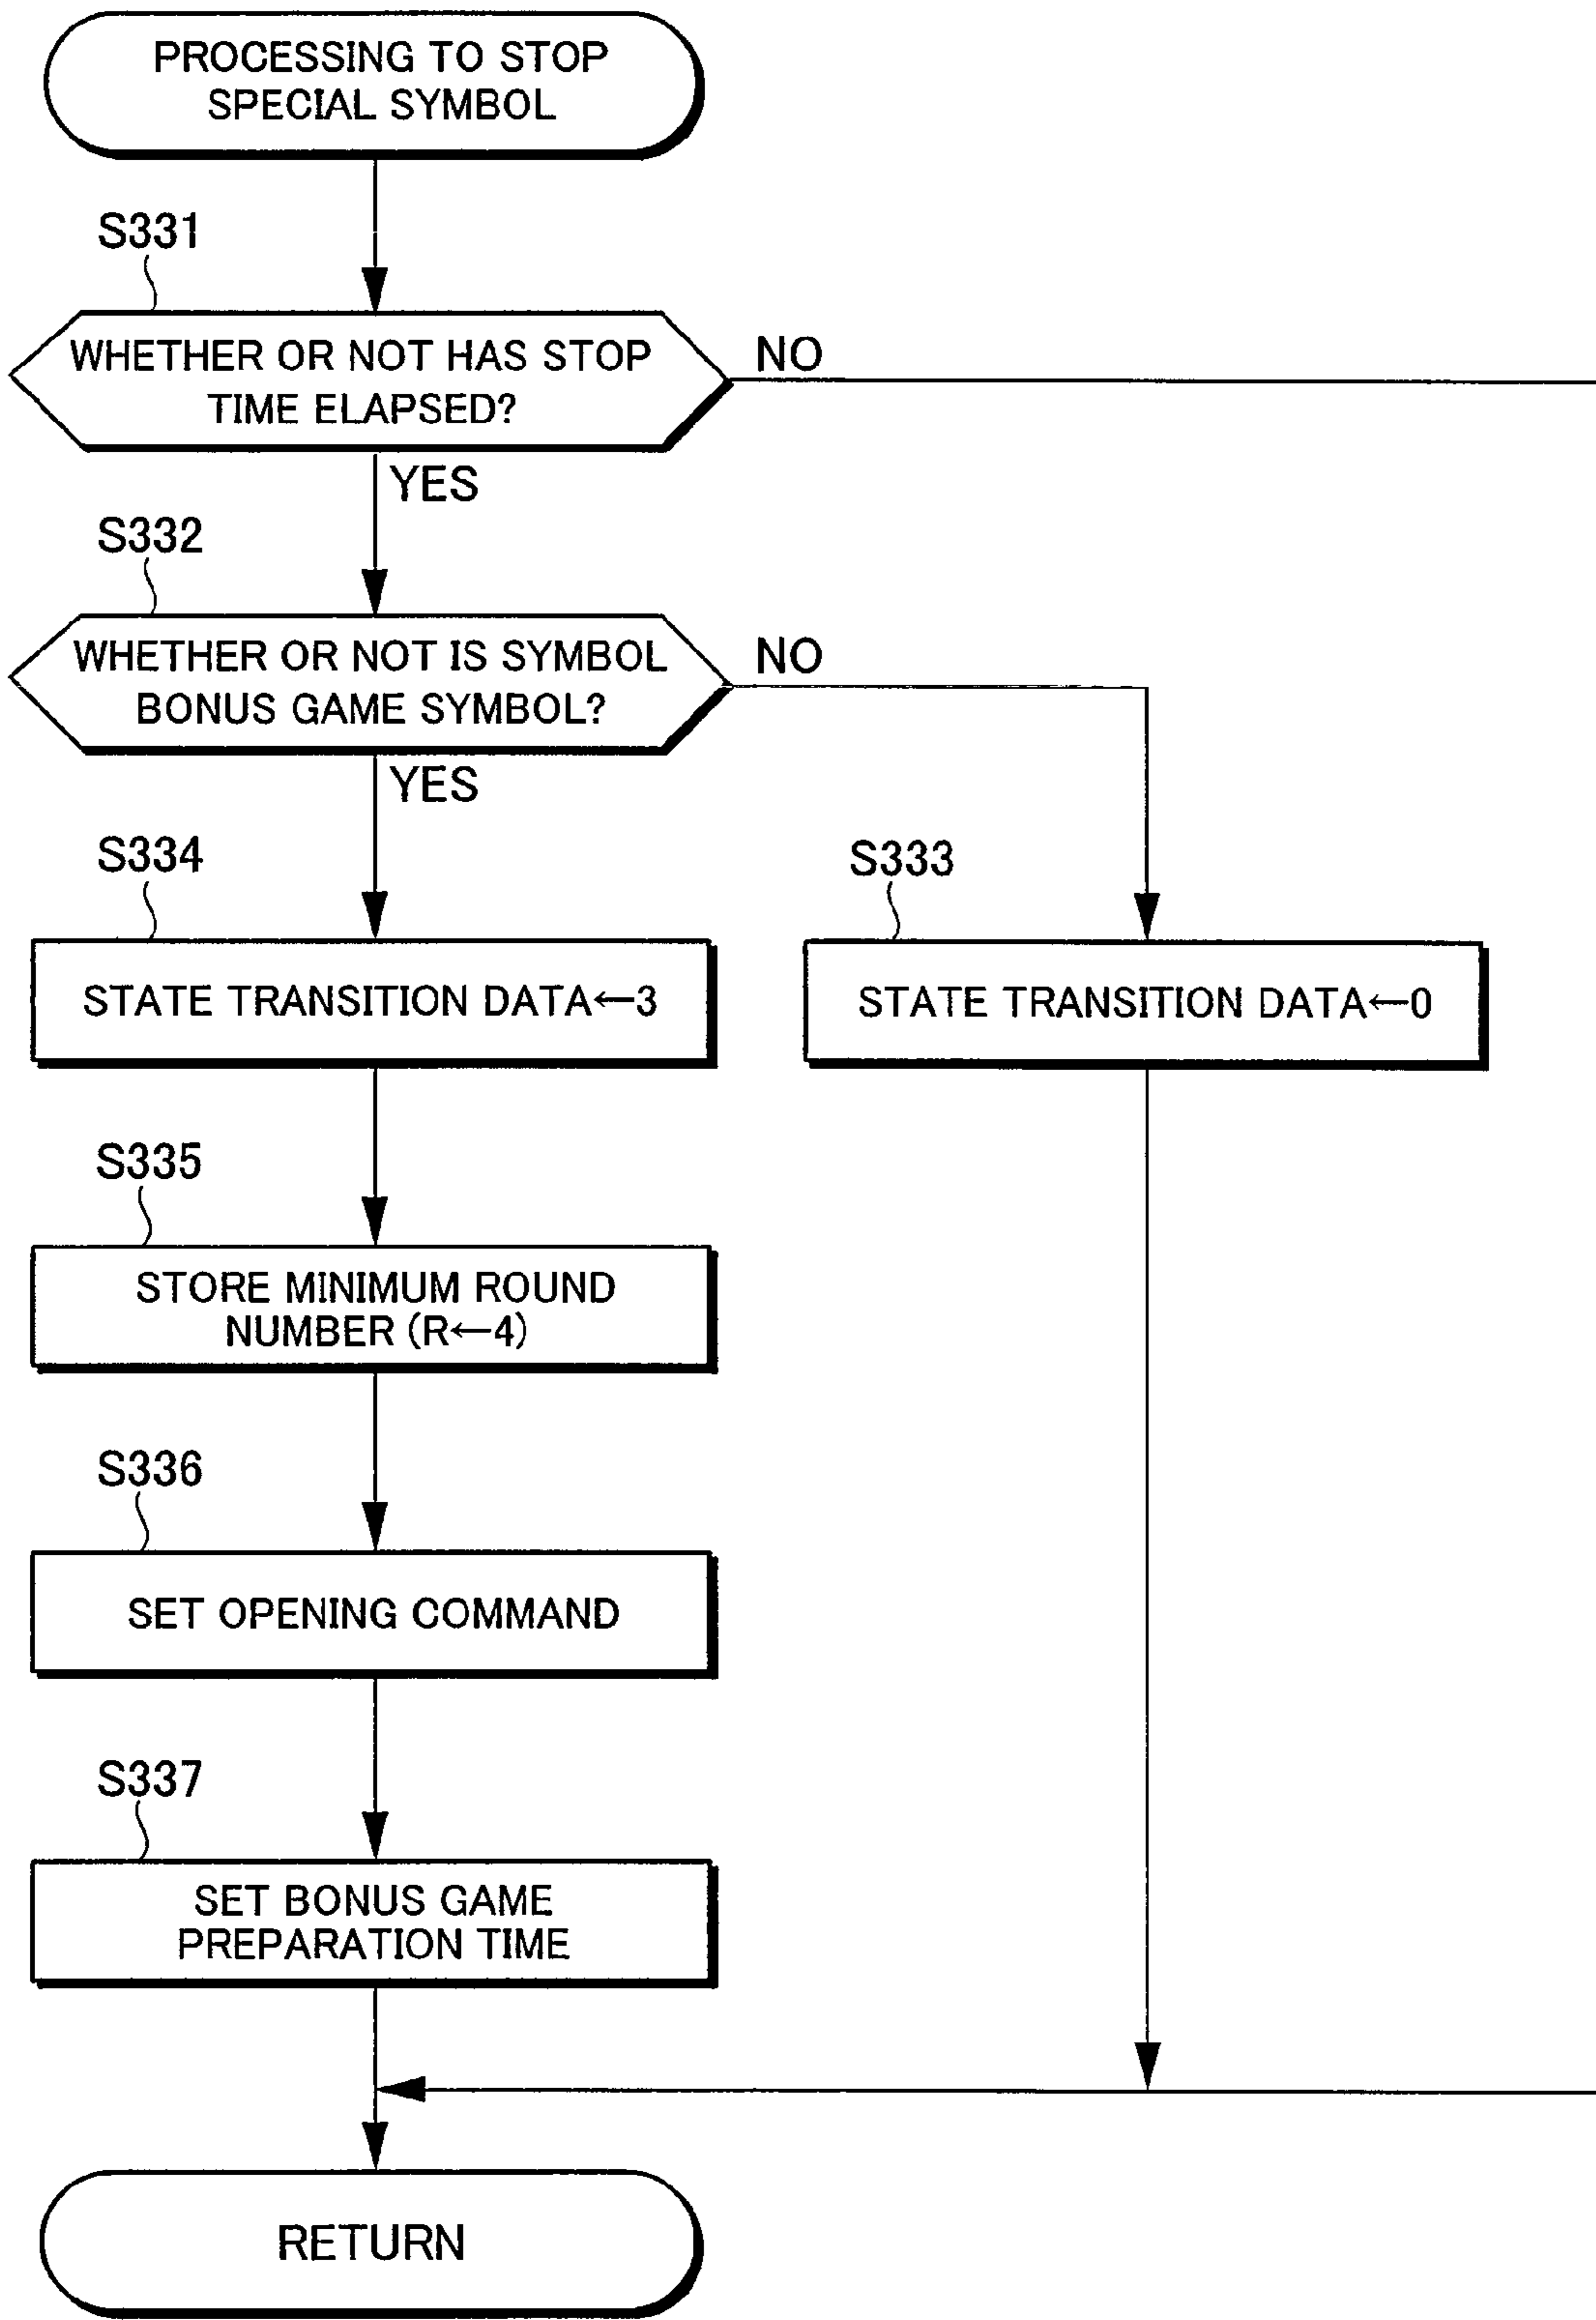 PROCESSING TO STOP
SPECIAL SYMBOL
S331
WHETHER OR NOT HAS STOP
TIME ELAPSED?
NO
YES
S332
WHETHER OR NOT IS SYMBOL
BONUS GAME SYMBOL?
NO
YES
S334
STATE TRANSITION DATA←3
S333
STATE TRANSITION DATA←0
S335
STORE MINIMUM ROUND
NUMBER (R←4)
S336
SET OPENING COMMAND
S337
SET BONUS GAME
PREPARATION TIME
RETURN